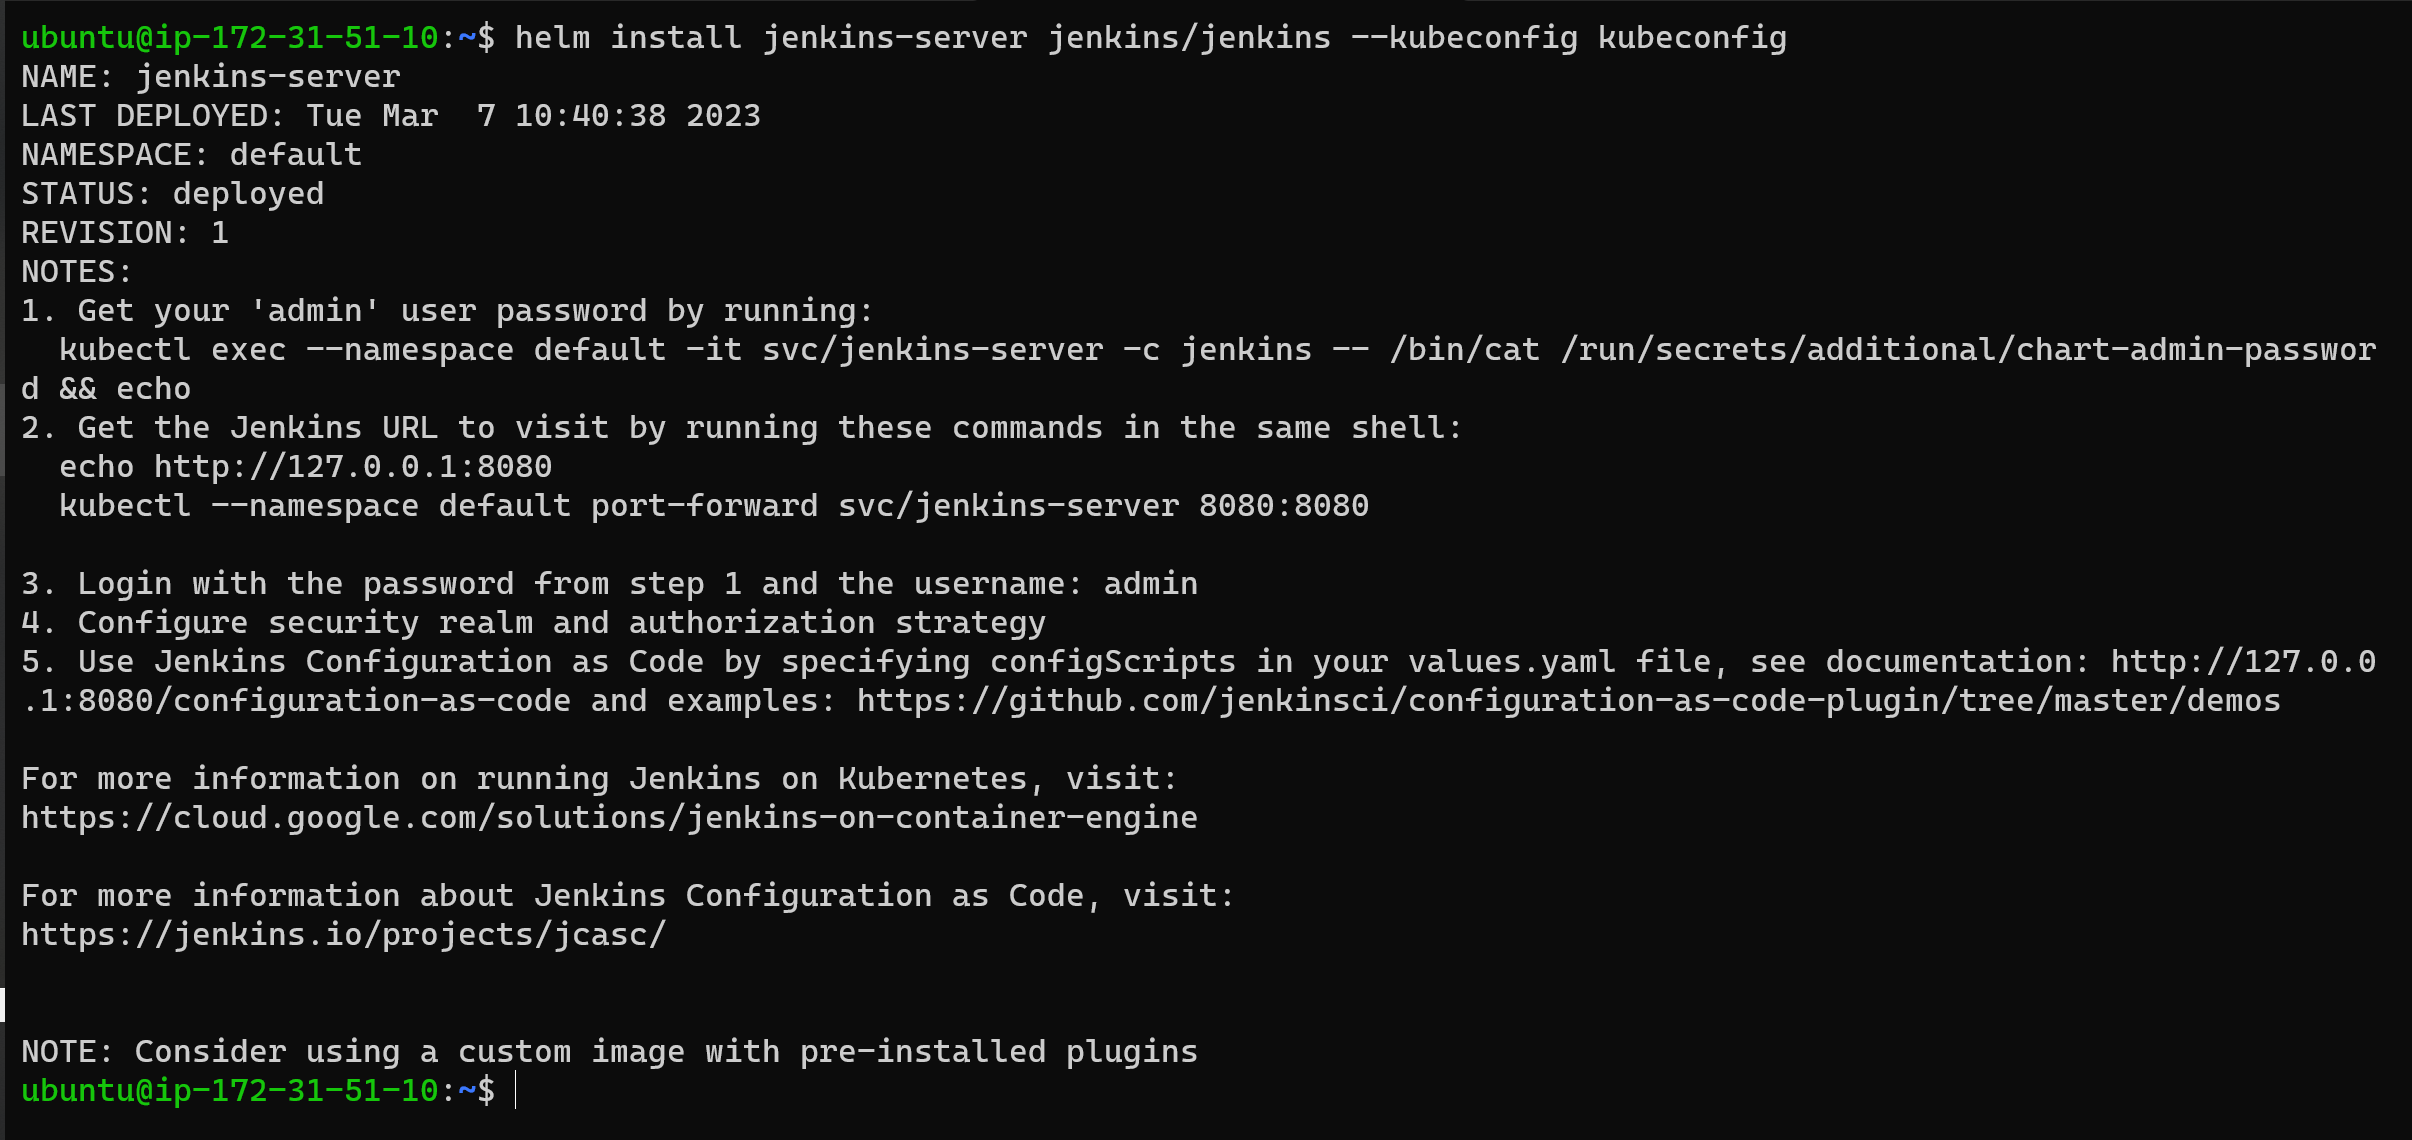 ubuntu@ip-172-31-51-10:~$ helm install jenkins-server jenkins/jenkins --kubeconfig kubeconfig
NAME: jenkins-server
LAST DEPLOYED: Tue Mar  7 10:40:38 2023
NAMESPACE: default
STATUS: deployed
REVISION: 1
NOTES:
1. Get your 'admin' user password by running:
  kubectl exec --namespace default -it svc/jenkins-server -c jenkins -- /bin/cat /run/secrets/additional/chart-admin-passwor
d && echo
2. Get the Jenkins URL to visit by running these commands in the same shell:
  echo http://127.0.0.1:8080
  kubectl --namespace default port-forward svc/jenkins-server 8080:8080

3. Login with the password from step 1 and the username: admin
4. Configure security realm and authorization strategy
5. Use Jenkins Configuration as Code by specifying configScripts in your values.yaml file, see documentation: http://127.0.0
.1:8080/configuration-as-code and examples: https://github.com/jenkinsci/configuration-as-code-plugin/tree/master/demos

For more information on running Jenkins on Kubernetes, visit:
https://cloud.google.com/solutions/jenkins-on-container-engine

For more information about Jenkins Configuration as Code, visit:
https://jenkins.io/projects/jcasc/

NOTE: Consider using a custom image with pre-installed plugins
ubuntu@ip-172-31-51-10:~$